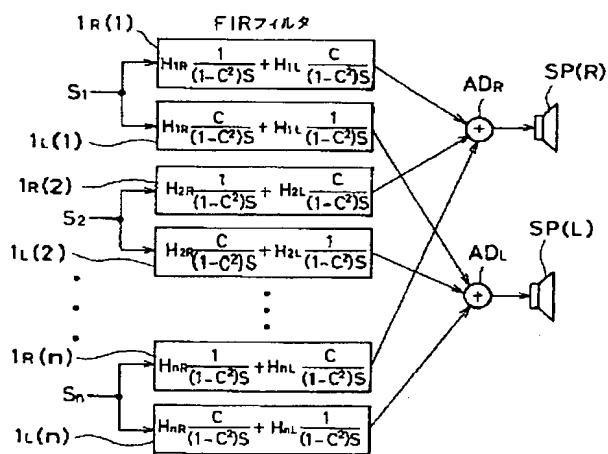 FIRフィルタ
1R(1)
H1R 1/(1-C²)S + H1L C/(1-C²)S
S1
H1R C/(1-C²)S + H1L 1/(1-C²)S
1L(1)
1R(2)
H2R 1/(1-C²)S + H2L C/(1-C²)S
S2
H2R C/(1-C²)S + H2L 1/(1-C²)S
1L(2)
1R(n)
HnR 1/(1-C²)S + HnL C/(1-C²)S
Sn
HnR C/(1-C²)S + HnL 1/(1-C²)S
1L(n)
ADR
+
SP(R)
ADL
+
SP(L)